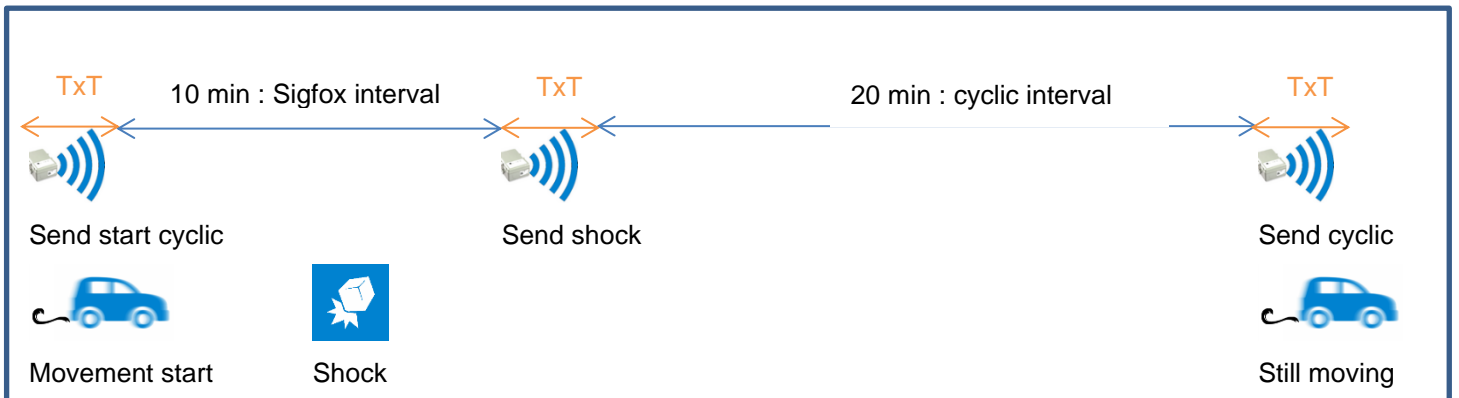 TxT
10 min : Sigfox interval
TxT
20 min : cyclic interval
TxT
Send start cyclic
Send shock
Send cyclic
Movement start
Shock
Still moving